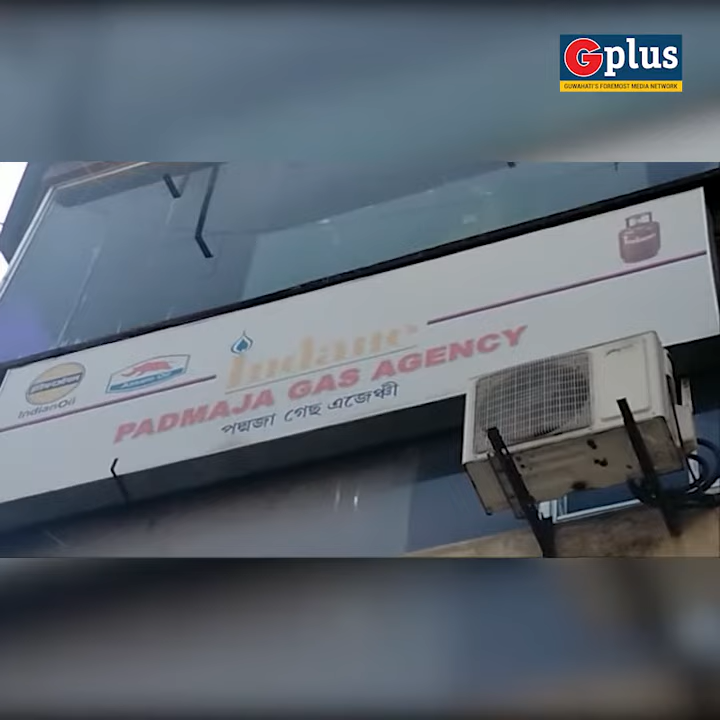 Gplus
GUWAHATI'S FOREMOST MEDIA NETWORK
IndianOil
Indane
PADMAJA GAS AGENCY
পদ্মজা গেছ এজেঞ্চী